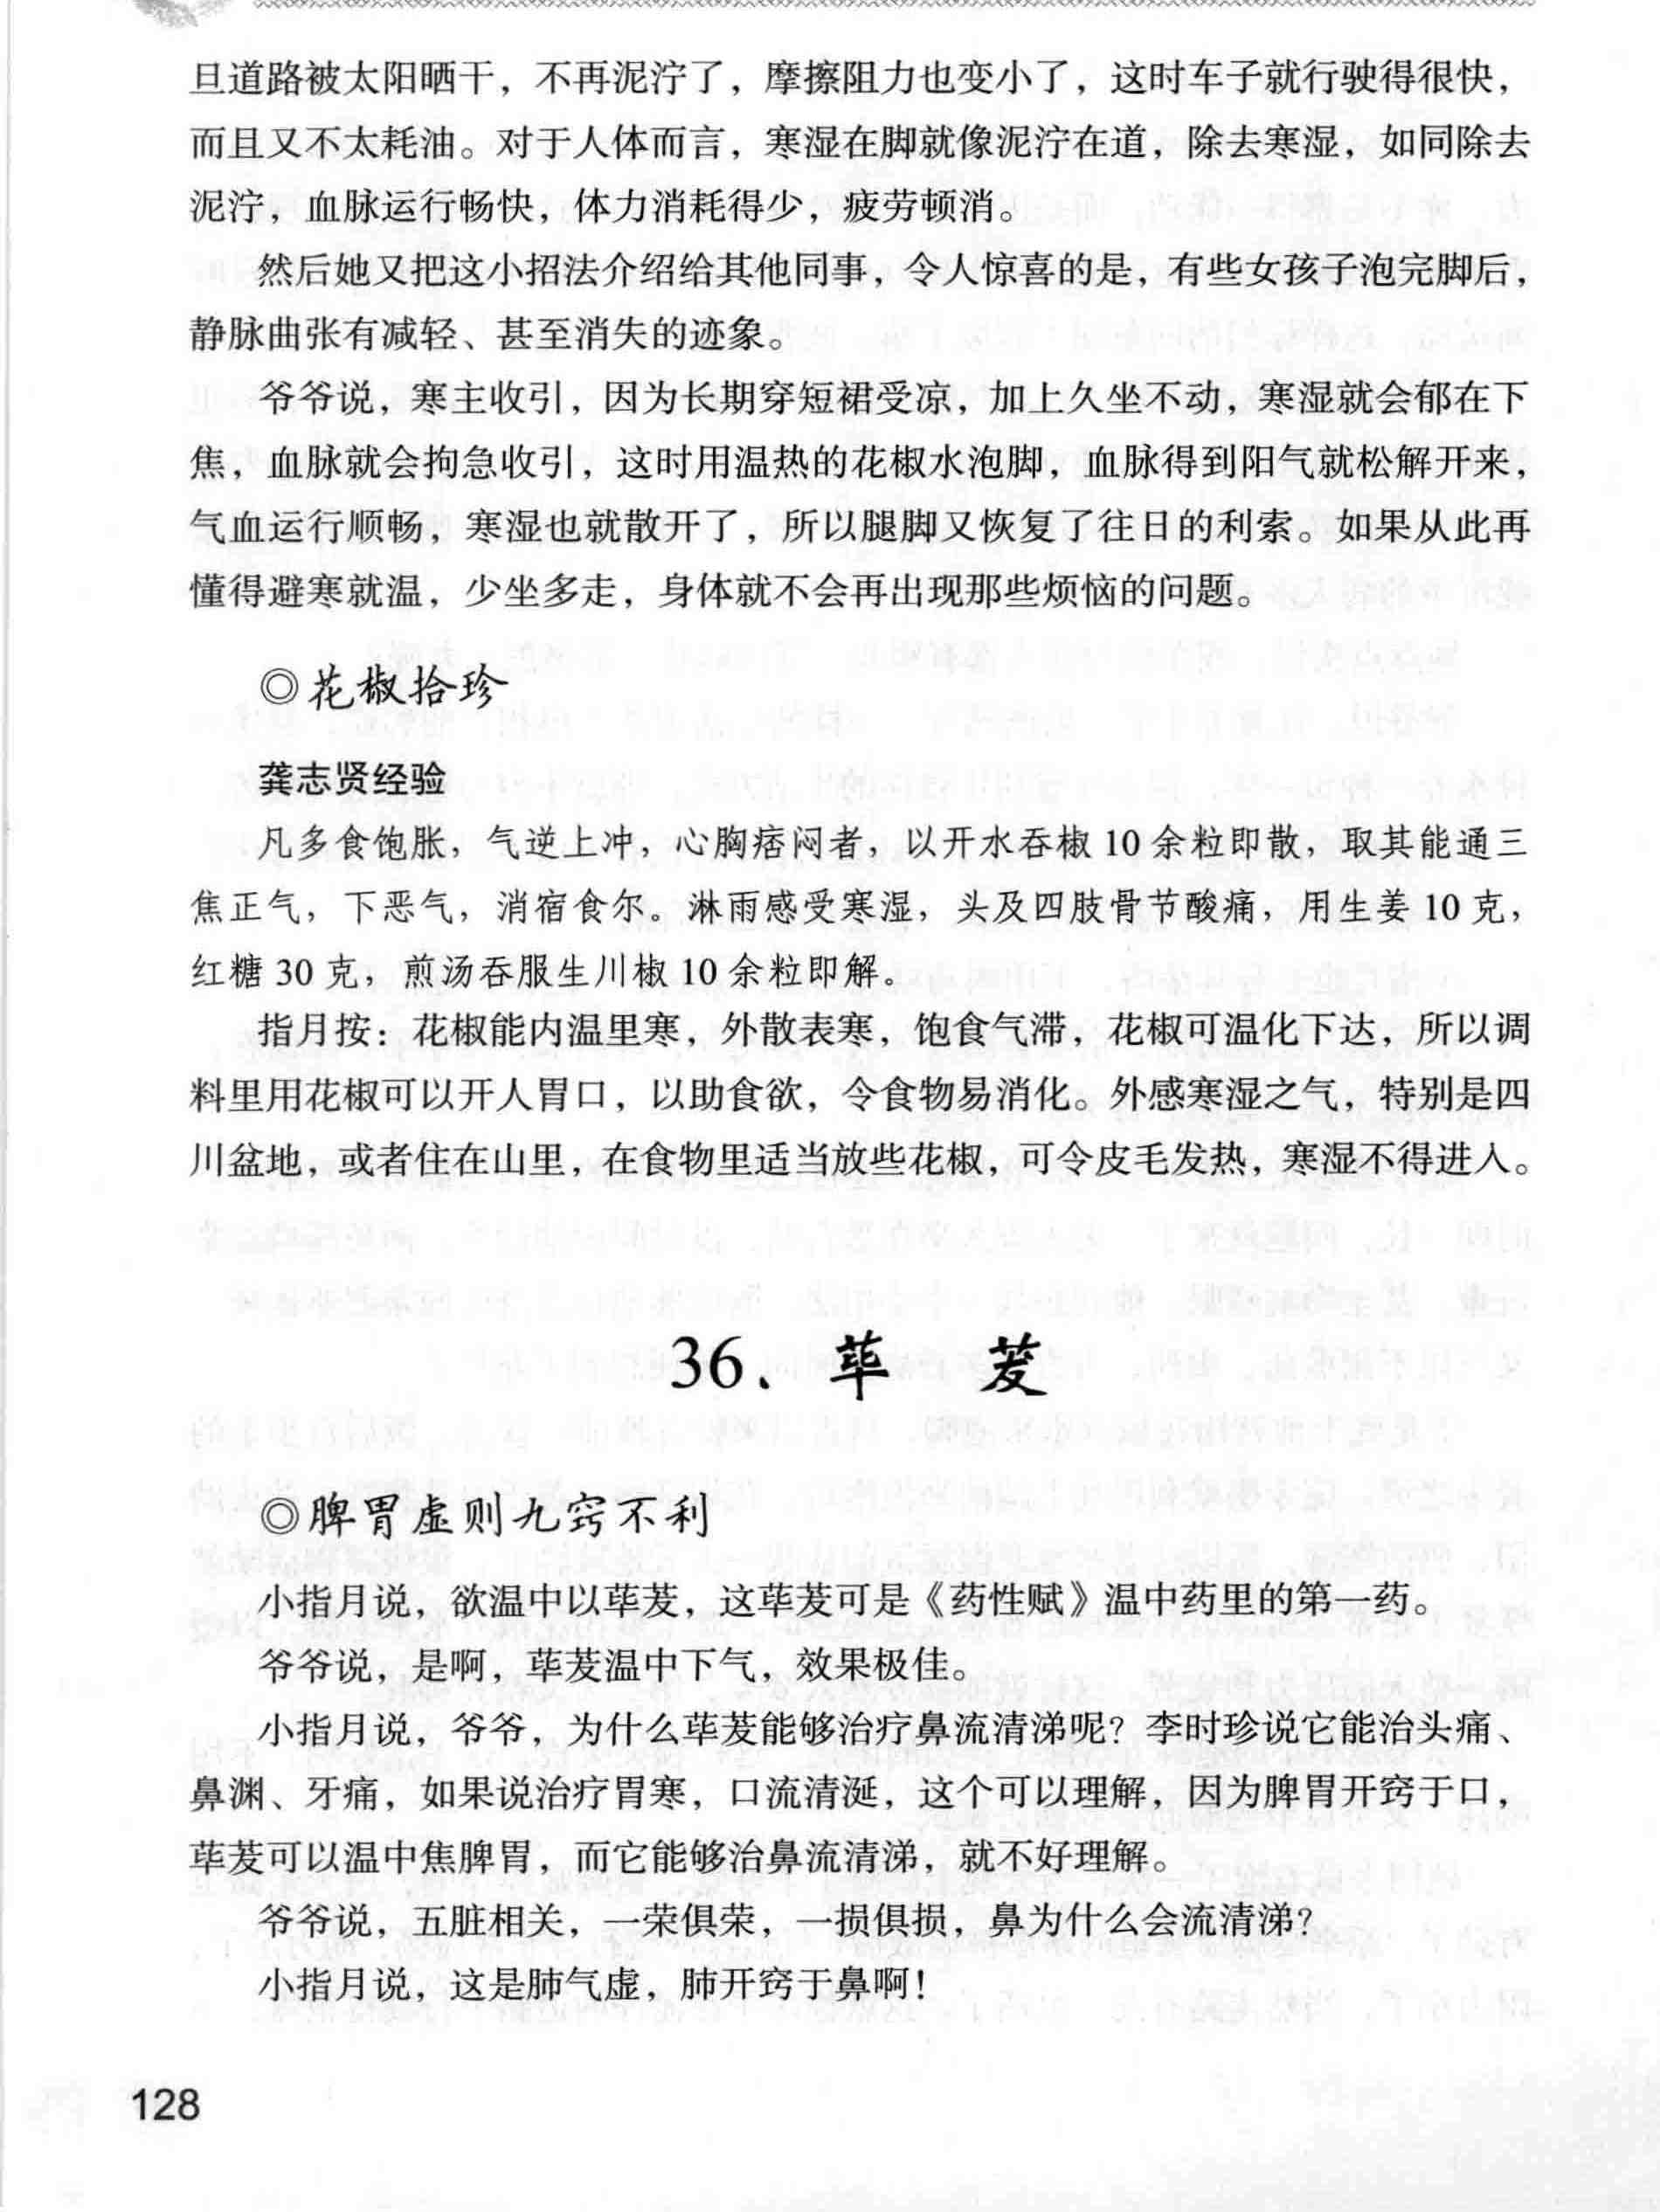 旦道路被太阳晒干，不再泥泞了，摩擦阻力也变小了，这时车子就行驶得很快，
而且又不太耗油。对于人体而言，寒湿在脚就像泥泞在道，除去寒湿，如同除去
泥泞，血脉运行畅快，体力消耗得少，疲劳顿消。
然后她又把这小招法介绍给其他同事，令人惊喜的是，有些女孩子泡完脚后，
静脉曲张有减轻、甚至消失的迹象。
爷爷说，寒主收引，因为长期穿短裙受凉，加上久坐不动，寒湿就会郁在下
焦，血脉就会拘急收引，这时用温热的花椒水泡脚，血脉得到阳气就松解开来，
气血运行顺畅，寒湿也就散开了，所以腿脚又恢复了往日的利索。如果从此再
懂得避寒就温，少坐多走，身体就不会再出现那些烦恼的问题。
◎花椒拾珍
龚志贤经验
凡多食饱胀，气逆上冲，心胸痞闷者，以开水吞椒 10 余粒即散，取其能通三
焦正气，下恶气，消宿食尔。淋雨感受寒湿，头及四肢骨节酸痛，用生姜 10 克，
红糖 30 克，煎汤吞服生川椒 10 余粒即解。
指月按：花椒能内温里寒，外散表寒，饱食气滞，花椒可温化下达，所以调
料里用花椒可以开人胃口，以助食欲，令食物易消化。外感寒湿之气，特别是四
川盆地，或者住在山里，在食物里适当放些花椒，可令皮毛发热，寒湿不得进入。
36、荜 茇
◎脾胃虚则九窍不利
小指月说，欲温中以荜茇，这荜茇可是《药性赋》温中药里的第一药。
爷爷说，是啊，荜茇温中下气，效果极佳。
小指月说，爷爷，为什么荜茇能够治疗鼻流清涕呢？李时珍说它能治头痛、
鼻渊、牙痛，如果说治疗胃寒，口流清涎，这个可以理解，因为脾胃开窍于口，
荜茇可以温中焦脾胃，而它能够治鼻流清涕，就不好理解。
爷爷说，五脏相关，一荣俱荣，一损俱损，鼻为什么会流清涕？
小指月说，这是肺气虚，肺开窍于鼻啊！
128